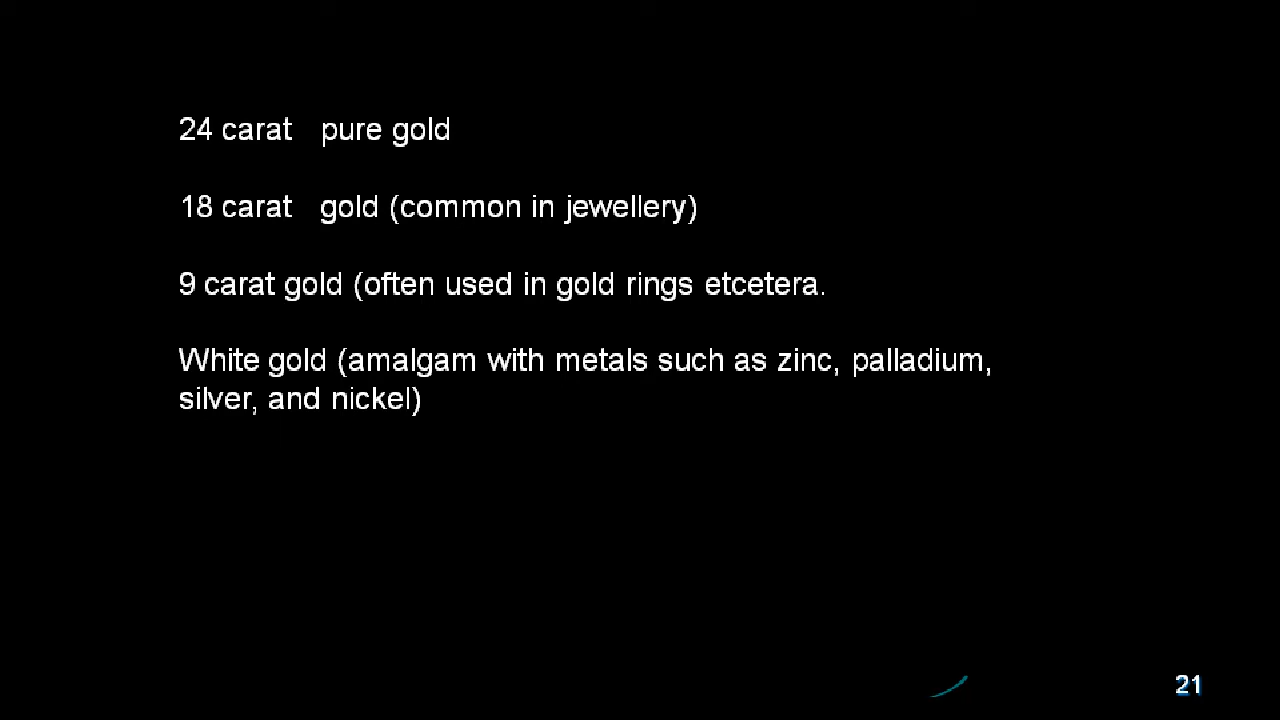 24 carat pure gold
18 carat gold (common in jewellery)
9 carat gold (often used in gold rings etcetera.
White gold (amalgam with metals such as zinc, palladium,
silver, and nickel)
21